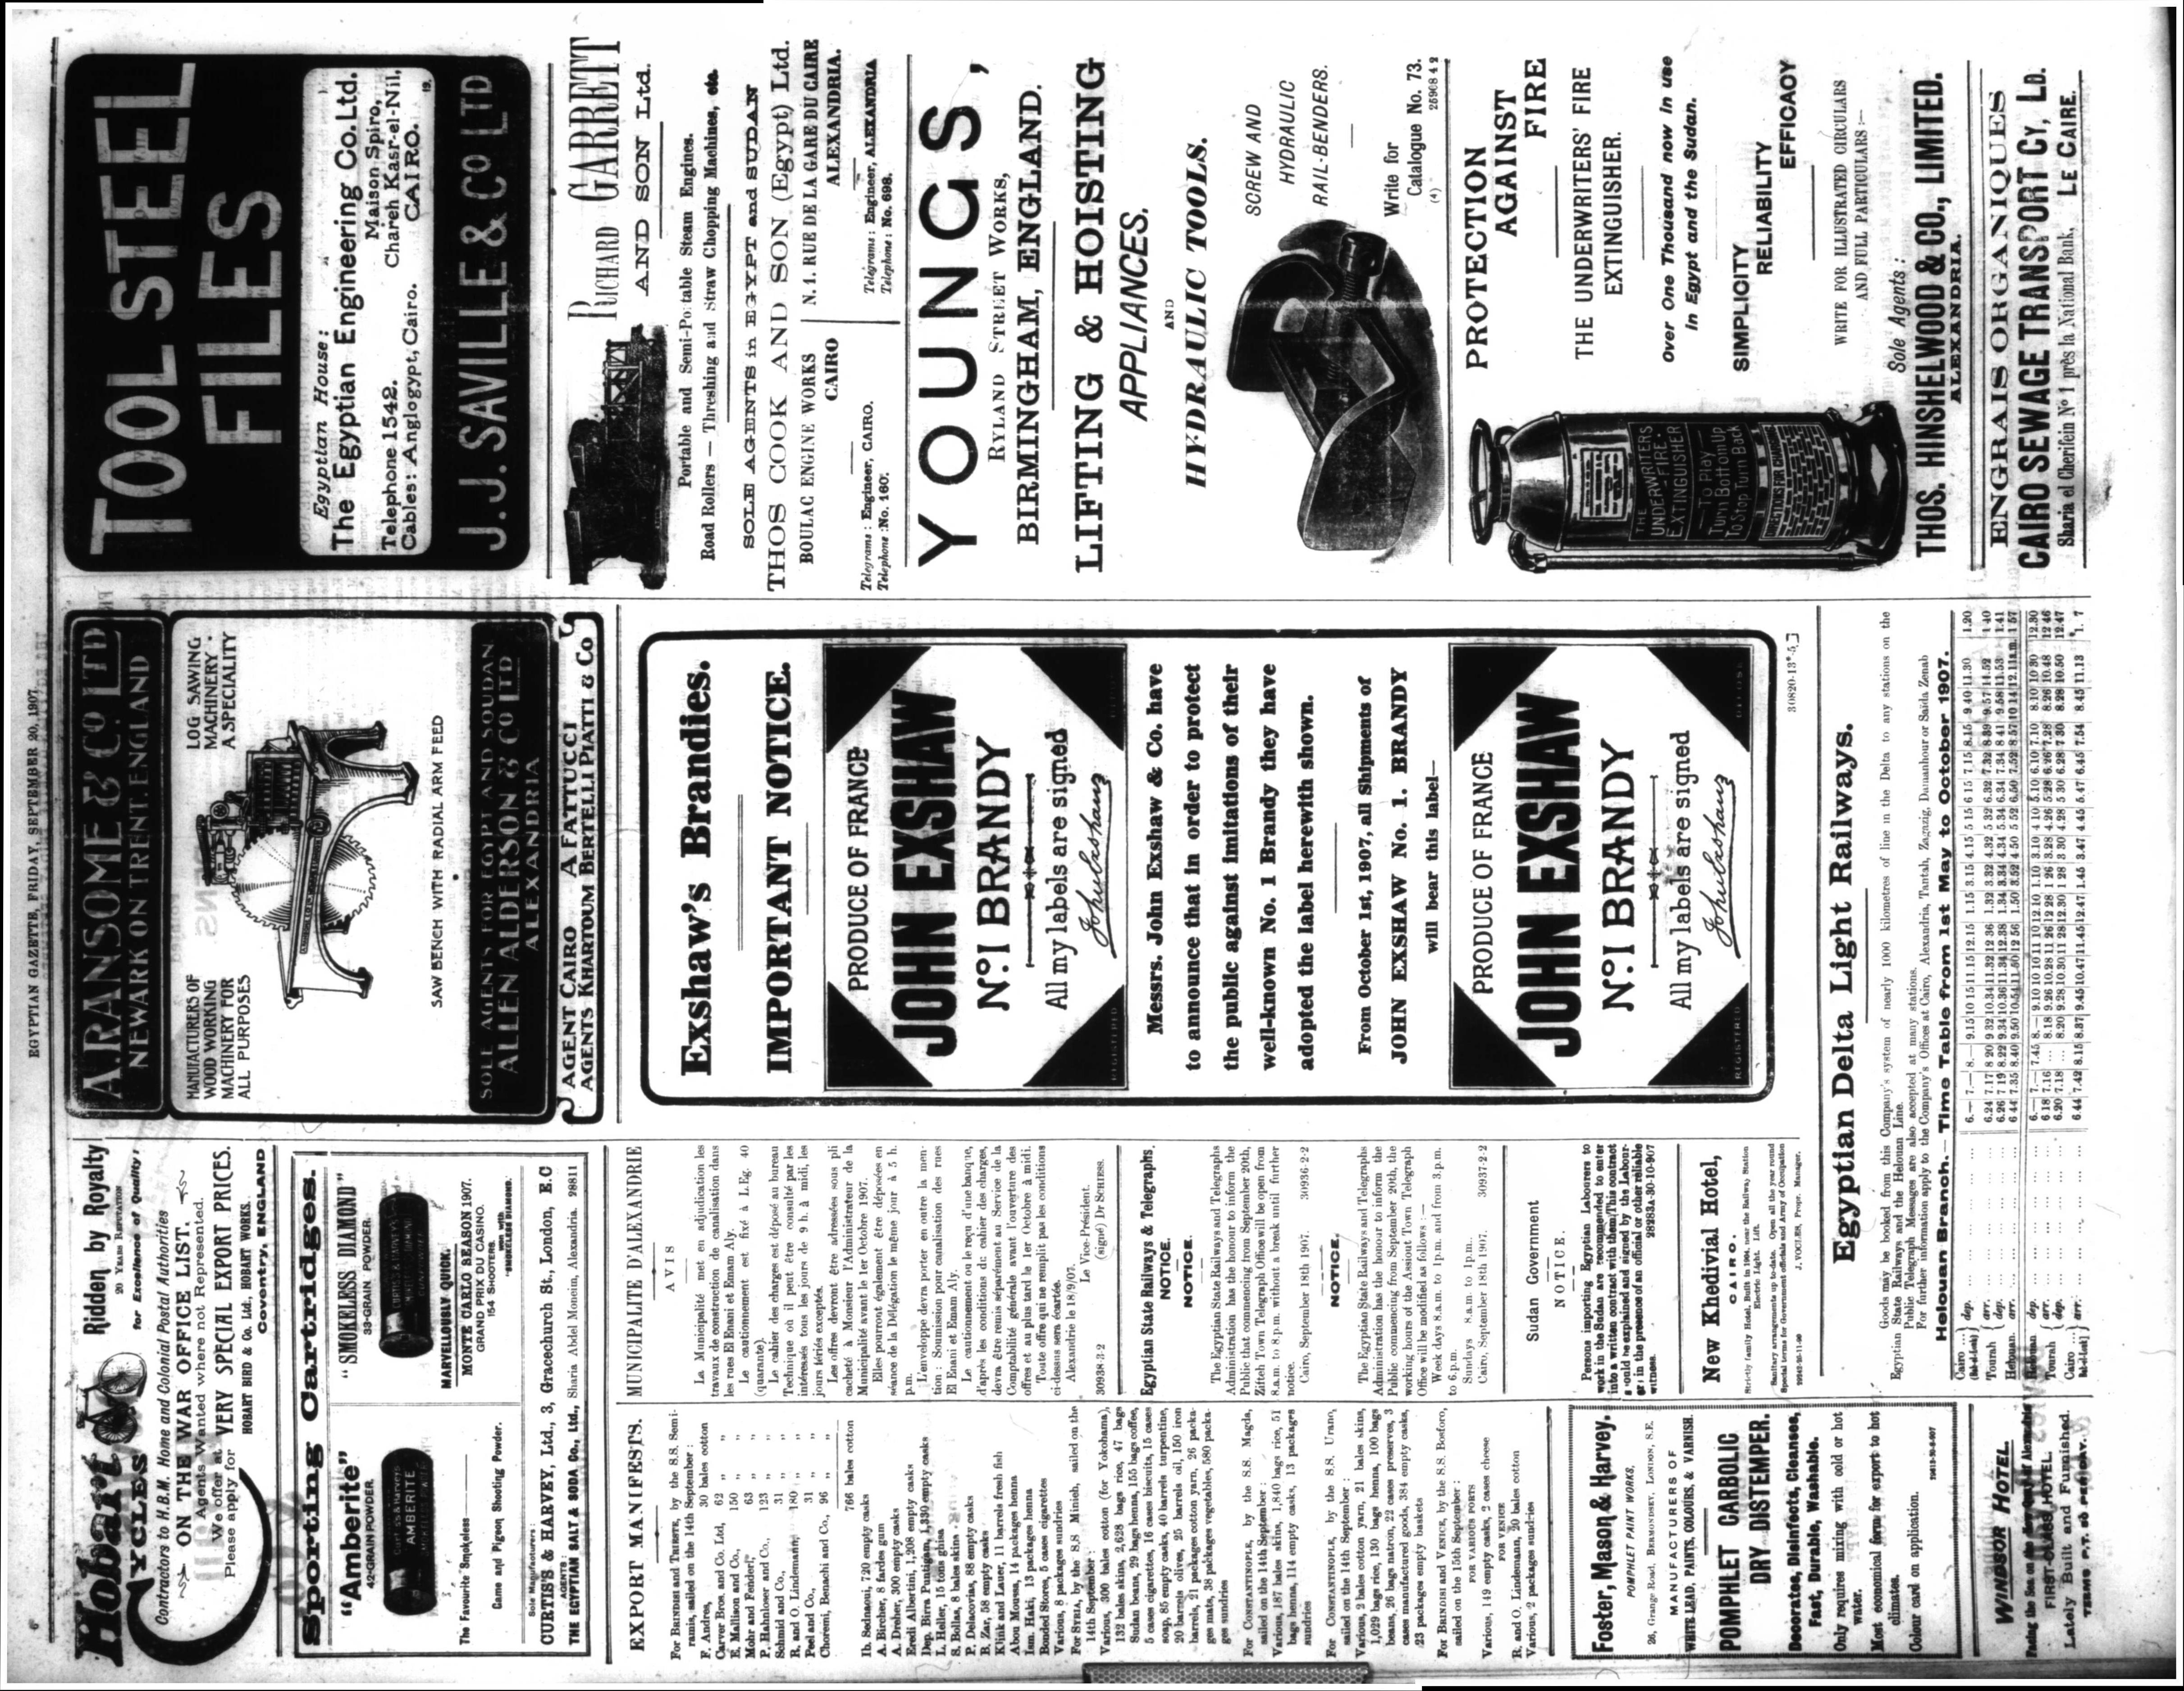 6
EGYPTIAN GAZETTE, FRIDAY, SEPTEMBER 20, 1907
Hobart
CYCLES
Ridden by Royalty
20 YEARS REPUTATION
for Excellence of Quality:
Contractors to H.B.M. Home and Colonial Postal Authorities
ON THE WAR OFFICE LIST.
Agents Wanted where not Represented.
We offer at
Please apply for
VERY SPECIAL EXPORT PRICES.
HOBART BIRD & Co. Ltd., HOBART WORKS.
Coventry, ENGLAND
Sporting Cartridges.
"Amberite"
42-GRAIN POWDER.
Curtis's & Harvey's
AMBERITE
SMOKELESS POWDER
The Favourite Smokeless
Game and Pigeon Shooting Powder.
"SMOKELESS DIAMOND"
33-GRAIN POWDER.
CURTIS'S & HARVEY'S
SMOKELESS DIAMOND
GUNPOWDER
MARVELLOUSLY QUICK.
MONTE CARLO SEASON 1907.
GRAND PRIX DU CASINO.
154 SHOOTERS.
won with
"SMOKELESS DIAMOND."
Sole Manufacturers:
CURTIS'S & HARVEY, Ltd., 3, Gracechurch St., London, E.C
AGENTS:
THE EGYPTIAN SALT & SODA Co., Ltd., Sharia Abdel Moneim, Alexandria. 28811
EXPORT MANIFESTS.
For BRINDISI and TRIESTE, by the S.S. Semi-
ramis, sailed on the 14th September:
F. Andres, 30 bales cotton
Carver Bros. and Co. Ltd, 62 „ „
E. Mallison and Co., 150 „ „
Mohr and Fenderl, 63 „ „
P. Hahnloser and Co., 123 „ „
Schmid and Co., 31 „ „
R. and O. Lindemann, 180 „ „
Peel and Co., 31 „ „
Choremi, Benachi and Co., 96 „ „
766 bales cotton
Ib. Sednaoui, 720 empty casks
A. Bircher, 8 fardes gum
A. Dreher, 300 empty casks
Eredi Albertini, 1,208 empty casks
Dep. Birra Puntigam, 1,330 empty casks
L. Heller, 15 tons ghisa
S. Bollas, 8 bales skins
P. Delacovias, 88 empty casks
B. Zar, 58 empty casks
Klink and Lauer, 11 barrels fresh fish
Abou Moussa, 14 packages henna
Ism. Haki, 13 packages henna
Bonded Stores, 5 cases cigarettes
Various, 8 packages sundries
For SYRIA, by the S.S Minieh, sailed on the
14th September:
Various, 300 bales cotton (for Yokohama),
132 bales skins, 2,628 bags rice, 47 bags
Sudan beans, 29 bags henna, 155 bags coffee,
5 cases cigarettes, 16 cases biscuits, 15 cases
soap, 85 empty casks, 40 barrels turpentine,
20 barrels olives, 25 barrels oil, 150 iron
barrels, 21 packages cotton yarn, 26 packa-
ges mats, 38 packages vegetables, 580 packa-
ges sundries
For CONSTANTINOPLE, by the S.S. Magda,
sailed on the 14th September:
Various, 187 bales skins, 1,840 bags rice, 51
bags henna, 114 empty casks, 13 packages
sundries
For CONSTANTINOPLE, by the S.S. Urano,
sailed on the 14th September:
Various, 2 bales cotton yarn, 21 bales skins,
1,029 bags rice, 130 bags henna, 100 bags
beans, 26 bags natron, 22 cases preserves, 3
cases manufactured goods, 384 empty casks,
23 packages empty baskets
For BRINDISI and VENICE, by the S.S. Bosforo,
sailed on the 15th September:
FOR VARIOUS PORTS
Various, 149 empty casks, 2 cases cheese
FOR VENICE
R. and O. Lindemann, 20 bales cotton
Various, 2 packages sundries
Foster, Mason & Harvey.
POMPHLET PAINT WORKS,
26, Grange Road, BERMONDSEY, LONDON, S.E.
MANUFACTURERS OF
WHITE LEAD, PAINTS, COLOURS, & VARNISH.
POMPHLET CARBOLIC
DRY DISTEMPER.
Decorates, Disinfects, Cleanses,
Fast, Durable, Washable.
Only requires mixing with cold or hot
water.
Most economical form for export to hot
climates.
Colour card on application.
WINDSOR HOTEL
Facing the Sea on the New Quay of Alexandria
FIRST-CLASS HOTEL.
Lately Built and Furnished.
TERMS P.T. 50 PER DAY.
MUNICIPALITE D'ALEXANDRIE
AVIS
La Municipalité met en adjudication les
travaux de construction de canalisation dans
les rues El Enani et Emam Aly.
Le cautionnement est fixé à L.Eg. 40
(quarante).
Le cahier des charges est déposé au bureau
Technique où il peut être consulté par les
intéressés tous les jours de 9 h. à midi, les
jours fériés exceptés.
Les offres devront être adressées sous pli
cacheté à Monsieur l'Administrateur de la
Municipalité avant le 1er Octobre 1907.
Elles pourront également être déposées en
séance de la Délégation le même jour à 5 h.
p.m.
L'enveloppe devra porter en outre la men-
tion: Soumission pour canalisation des rues
El Enani et Emam Aly.
Le cautionnement ou le reçu d'une banque,
d'après les conditions du cahier des charges,
devra être remis séparément au Service de la
Comptabilité générale avant l'ouverture des
offres et au plus tard le 1er Octobre à midi.
Toute offre qui ne remplit pas les conditions
ci-dessus sera écartée.
Alexandrie le 18/9/07.
Le Vice-Président.
30938-3-2 (signé) Dr SCHIESS.
Egyptian State Railways & Telegraphs.
NOTICE.
NOTICE.
The Egyptian State Railways and Telegraphs
Administration has the honour to inform the
Public that commencing from September 20th,
Zifteh Town Telegraph Office will be open from
8.a.m. to 8.p.m. without a break until further
notice.
Cairo, September 18th 1907. 30936-2-2
NOTICE.
The Egyptian State Railways and Telegraphs
Administration has the honour to inform the
Public commencing from September 20th, the
working hours of the Assiout Town Telegraph
Office will be modified as follows:—
Week days 8.a.m. to 1p.m. and from 3.p.m.
to 6.p.m.
Sundays 8.a.m. to 1p.m..
Cairo, September 18th 1907. 30937-2-2
Sudan Government
NOTICE.
Persons importing Egyptian Labourers to
work in the Sudan are recommended to enter
into a written contract with them. This contract
should be explained and signed by the Labour-
ers in the presence of an official or other reliable
witness. 28283A-30-10-907
New Khedivial Hotel,
CAIRO.
Strictly family Hotel. Built in 1904, near the Railway Station
Electric Light. Lift.
Sanitary arrangements up to-date. Open all the year round
Special terms for Government officials and Army of Occupation
J. VOGLES, Propr. Manager.
A. RANSOME & Co LTD
NEWARK ON TRENT. ENGLAND
MANUFACTURERS OF
WOOD WORKING
MACHINERY FOR
ALL PURPOSES
LOG SAWING
MACHINERY
A SPECIALITY
SAW BENCH WITH RADIAL ARM FEED
SOLE AGENTS FOR EGYPT AND SOUDAN
ALLEN ALDERSON & Co LTD
ALEXANDRIA
AGENT CAIRO A FATTUCCI
AGENTS KHARTOUM BERTELLI PIATTI & Co
Exshaw's Brandies.
IMPORTANT NOTICE.
PRODUCE OF FRANCE
JOHN EXSHAW
No. 1 BRANDY
All my labels are signed
John Exshaw
REGISTERED
Messrs. John Exshaw & Co. have
to announce that in order to protect
the public against imitations of their
well-known No. 1 Brandy they have
adopted the label herewith shown.
From October 1st, 1907, all Shipments of
JOHN EXSHAW No. 1. BRANDY
will bear this label—
PRODUCE OF FRANCE
JOHN EXSHAW
No. 1 BRANDY
All my labels are signed
John Exshaw
REGISTERED
30820-13*-5
Egyptian Delta Light Railways.
Goods may be booked from this Company's system of nearly 1000 kilometres of line in the Delta to any stations on the
Egyptian State Railways and the Helouan Line.
Public Telegraph Messages are also accepted at many stations.
For further information apply to the Company's Offices at Cairo, Alexandria, Tantah, Zagazig, Damanhour or Saida Zenab
Helouan Branch.— Time Table from 1st May to October 1907.
Cairo ... (Bab-el-Louk) dep. 6.— 7.— 8.— 9.15 10 15 11.15 12.15 1.15 3.15 4.15 5 15 6 15 7 15 8.15 9 40 11.30 1.20
Tourah arr. 6.24 7.17 8 20 9 32 10.34 11.32 12 36 1.32 3.32 4.32 5 32 6.32 7.32 8 39 9.57 11.52 1 40
dep. 6.26 7 19 8.22 9.34 10.36 11.34 12.38 1.34 3.34 4.34 5.34 6.34 7.34 8 41 9.58 11.53 1.41
Helouan. arr. 6 44 7.35 8.40 9.50 10.54 11.50 12 56 1.50 3.52 4 50 5 52 6.50 7.52 8 57 10 14 12.11 a.m. 1 57
Helouan dep. 6.— 7.— 7.45 8.— 9.10 10 10 11 10 12.10 1.10 3.10 4 10 5.10 6.10 7.10 8.10 10 30 12.30
Tourah arr. 6 18 7.16 ... 8.18 9.26 10.28 11 26 12 28 1 26 3.28 4.26 5 28 6.26 7.28 8.26 10.48 12 46
dep. 6.20 7.18 ... 8.20 9.28 10.30 11 28 12.30 1 28 3 30 4.28 5 30 6.28 7 30 8.28 10.50 12.47
Cairo ... Bab-el-Louk] arr. 6.44 7.42 8.15 8.37 9.45 10.47 11.45 12.47 1.45 3.47 4.45 5.47 6.45 7.54 8.45 11.13 1. 7
TOOL STEEL
FILES
Egyptian House:
The Egyptian Engineering Co. Ltd.
Maison Spiro,
Telephone 1542. Chareh Kasr-el-Nil,
Cables: Anglogypt, Cairo. CAIRO.
19.
J.J. SAVILLE & Co LTD
RICHARD GARRETT
AND SON Ltd.
Portable and Semi-Portable Steam Engines.
Road Rollers — Threshing and Straw Chopping Machines, etc.
SOLE AGENTS in EGYPT and SUDAN
THOS COOK AND SON (Egypt) Ltd.
BOULAC ENGINE WORKS
CAIRO
Telegrams: Engineer, CAIRO.
Telephone: No. 160.
N. 1. RUE DE LA GARE DU CAIRE
ALEXANDRIA.
Telegrams: Engineer, ALEXANDRIA
Telephone: No. 698.
YOUNGS,
RYLAND STREET WORKS,
BIRMINGHAM, ENGLAND.
LIFTING & HOISTING
APPLIANCES.
AND
HYDRAULIC TOOLS.
SCREW AND
HYDRAULIC
RAIL-BENDERS.
Write for
Catalogue No. 73.
(4) 25908 4 2
THE
UNDERWRITERS
FIRE
EXTINGUISHER
To Play
Turn Bottom Up
To Stop Turn Back
DIRECTIONS FOR CHARGING
PROTECTION
AGAINST
FIRE
THE UNDERWRITERS' FIRE
EXTINGUISHER.
Over One Thousand now in use
in Egypt and the Sudan.
SIMPLICITY
RELIABILITY
EFFICACY
WRITE FOR ILLUSTRATED CIRCULARS
AND FULL PARTICULARS:—
Sole Agents:
THOS. HINSHELWOOD & CO., LIMITED.
ALEXANDRIA.
ENGRAIS ORGANIQUES
CAIRO SEWAGE TRANSPORT CY, LD.
Sharia el Cherifein No 1 près la National Bank, LE CAIRE.